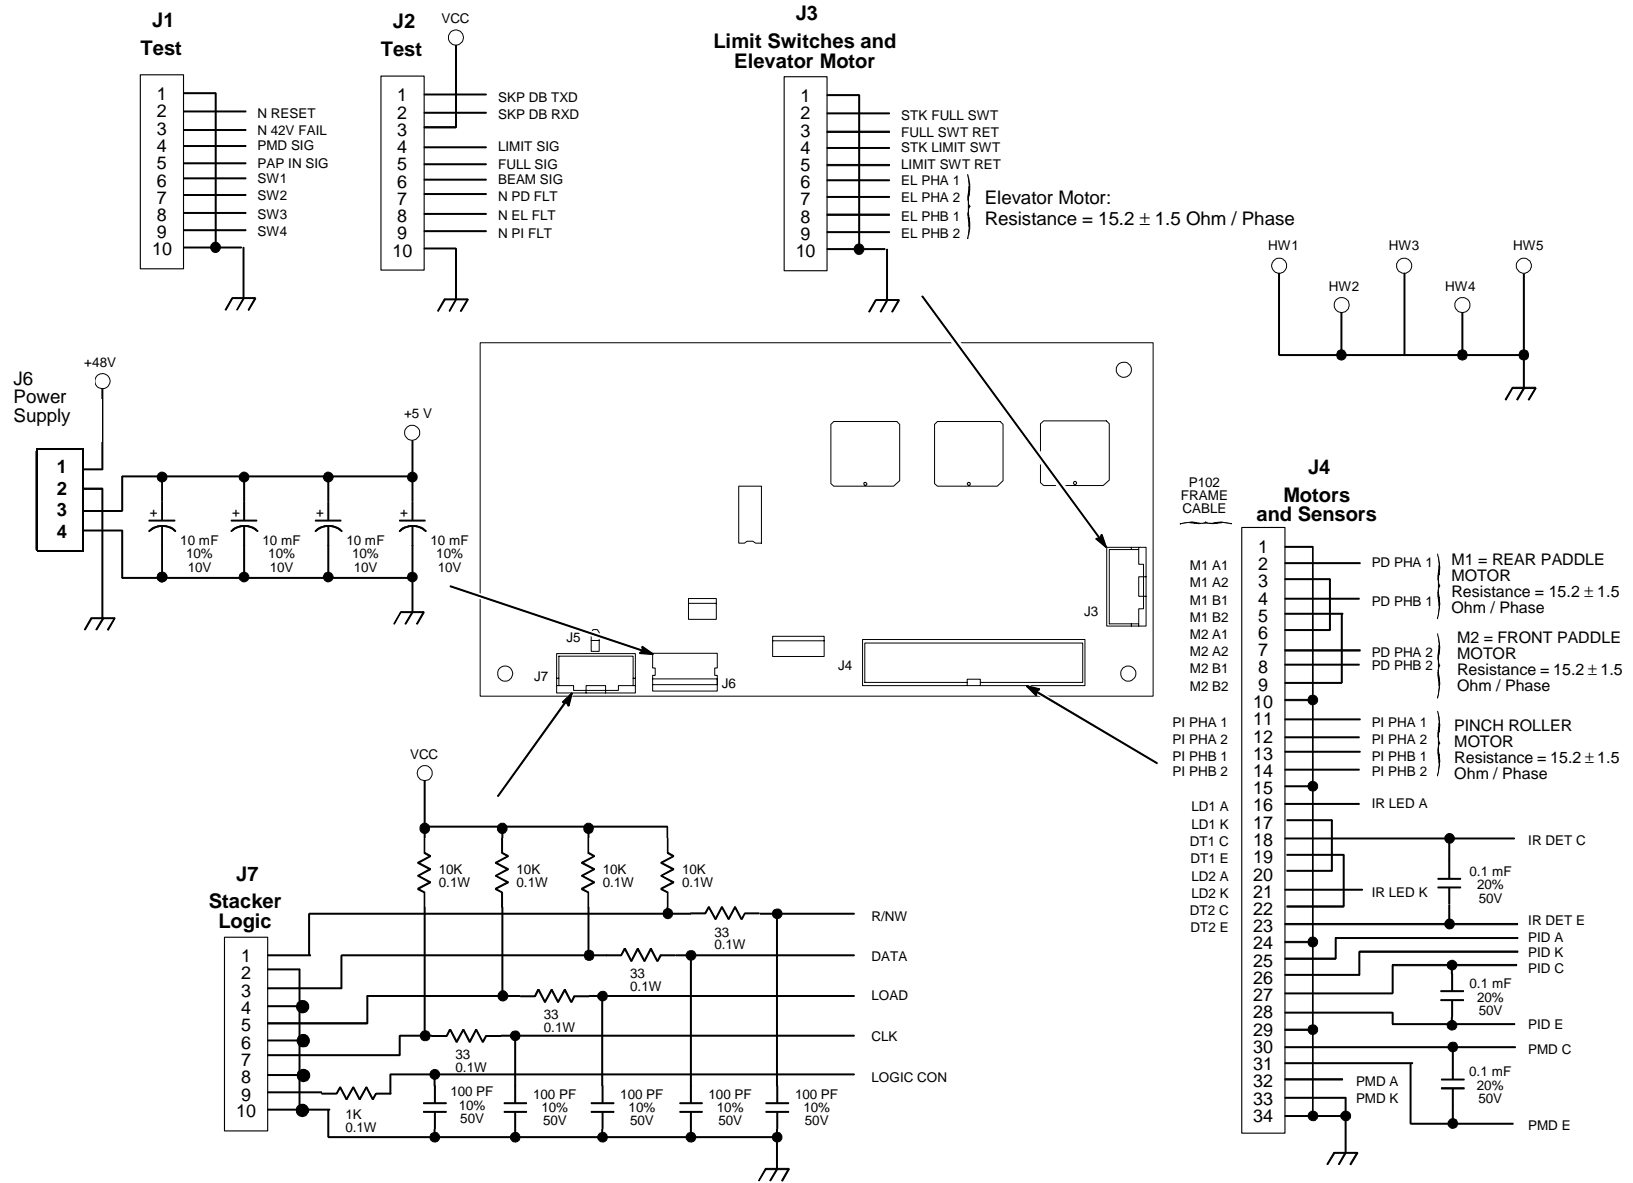 J1
Test
1
2
3
4
5
6
7
8
9
10
N RESET
N 42V FAIL
PMD SIG
PAP IN SIG
SW1
SW2
SW3
SW4
J2
Test
VCC
1
2
3
4
5
6
7
8
9
10
SKP DB TXD
SKP DB RXD
LIMIT SIG
FULL SIG
BEAM SIG
N PD FLT
N EL FLT
N PI FLT
J3
Limit Switches and
Elevator Motor
1
2
3
4
5
6
7
8
9
10
STK FULL SWT
FULL SWT RET
STK LIMIT SWT
LIMIT SWT RET
EL PHA 1
EL PHA 2
EL PHB 1
EL PHB 2
Elevator Motor:
Resistance = 15.2 ± 1.5 Ohm / Phase
HW1
HW2
HW3
HW4
HW5
J6
Power
Supply
+48V
+5 V
1
2
3
4
+
10 mF
10%
10V
+
10 mF
10%
10V
+
10 mF
10%
10V
+
10 mF
10%
10V
J3
J4
J5
J6
J7
J4
Motors
and Sensors
P102
FRAME
CABLE
M1 A1
M1 A2
M1 B1
M1 B2
M2 A1
M2 A2
M2 B1
M2 B2
PI PHA 1
PI PHA 2
PI PHB 1
PI PHB 2
LD1 A
LD1 K
DT1 C
DT1 E
LD2 A
LD2 K
DT2 C
DT2 E
1
2
3
4
5
6
7
8
9
10
11
12
13
14
15
16
17
18
19
20
21
22
23
24
25
26
27
28
29
30
31
32
33
34
PD PHA 1
PD PHB 1
M1 = REAR PADDLE
MOTOR
Resistance = 15.2 ± 1.5
Ohm / Phase
PD PHA 2
PD PHB 2
M2 = FRONT PADDLE
MOTOR
Resistance = 15.2 ± 1.5
Ohm / Phase
PI PHA 1
PI PHA 2
PI PHB 1
PI PHB 2
PINCH ROLLER
MOTOR
Resistance = 15.2 ± 1.5
Ohm / Phase
IR LED A
IR DET C
0.1 mF
20%
50V
IR LED K
IR DET E
PID A
PID K
PID C
0.1 mF
20%
50V
PID E
PMD C
0.1 mF
20%
50V
PMD A
PMD K
PMD E
J7
Stacker
Logic
VCC
10K
0.1W
10K
0.1W
10K
0.1W
10K
0.1W
1
2
3
4
5
6
7
8
9
10
33
0.1W
R/NW
33
0.1W
DATA
33
0.1W
LOAD
33
0.1W
CLK
LOGIC CON
1K
0.1W
100 PF
10%
50V
100 PF
10%
50V
100 PF
10%
50V
100 PF
10%
50V
100 PF
10%
50V